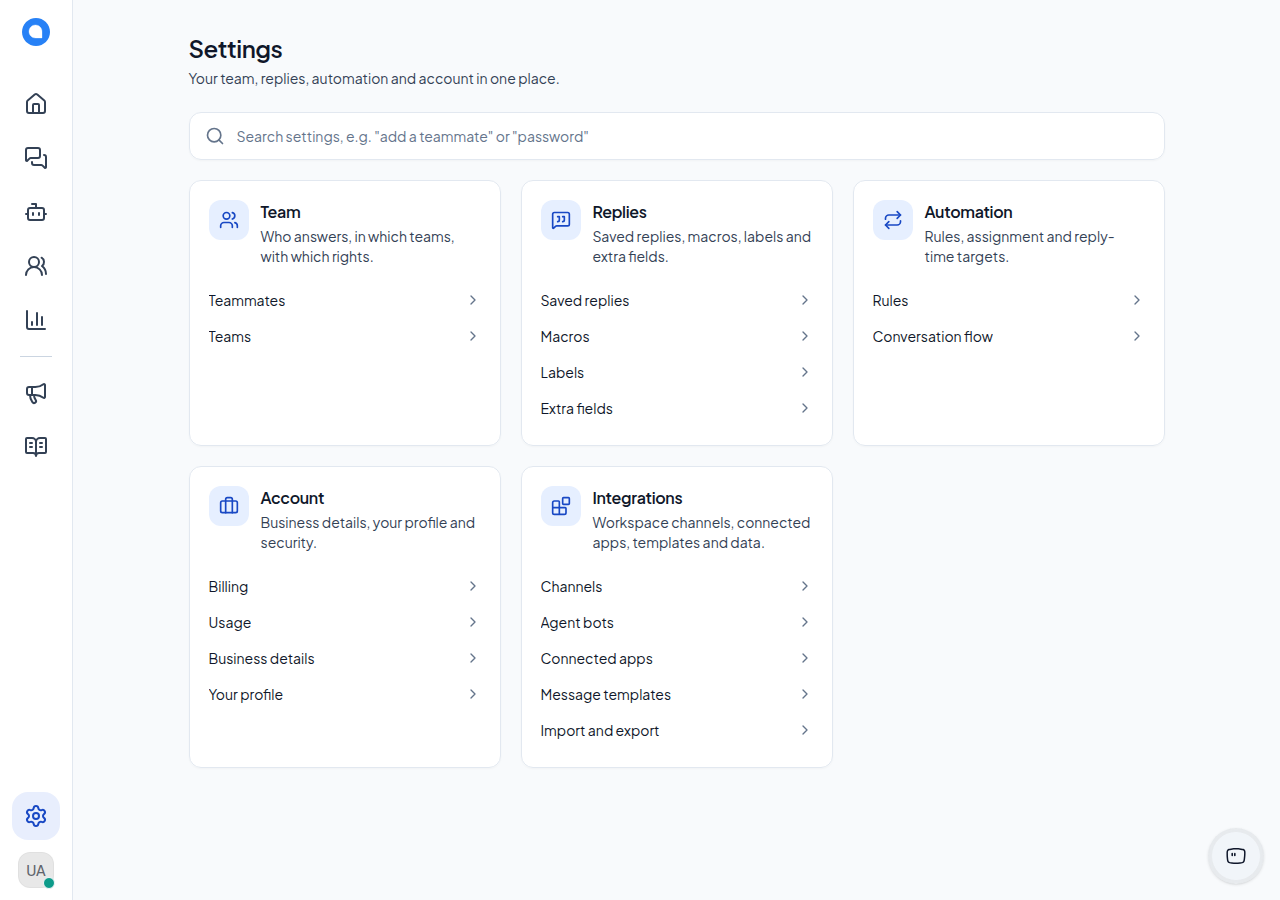 Settings
Your team, replies, automation and account in one place.
Search settings, e.g. "add a teammate" or "password"
Team
Who answers, in which teams,
with which rights.
Teammates
Teams
Replies
Saved replies, macros, labels and
extra fields.
Saved replies
Macros
Labels
Extra fields
Automation
Rules, assignment and reply-
time targets.
Rules
Conversation flow
Account
Business details, your profile and
security.
Billing
Usage
Business details
Your profile
Integrations
Workspace channels, connected
apps, templates and data.
Channels
Agent bots
Connected apps
Message templates
Import and export
UA